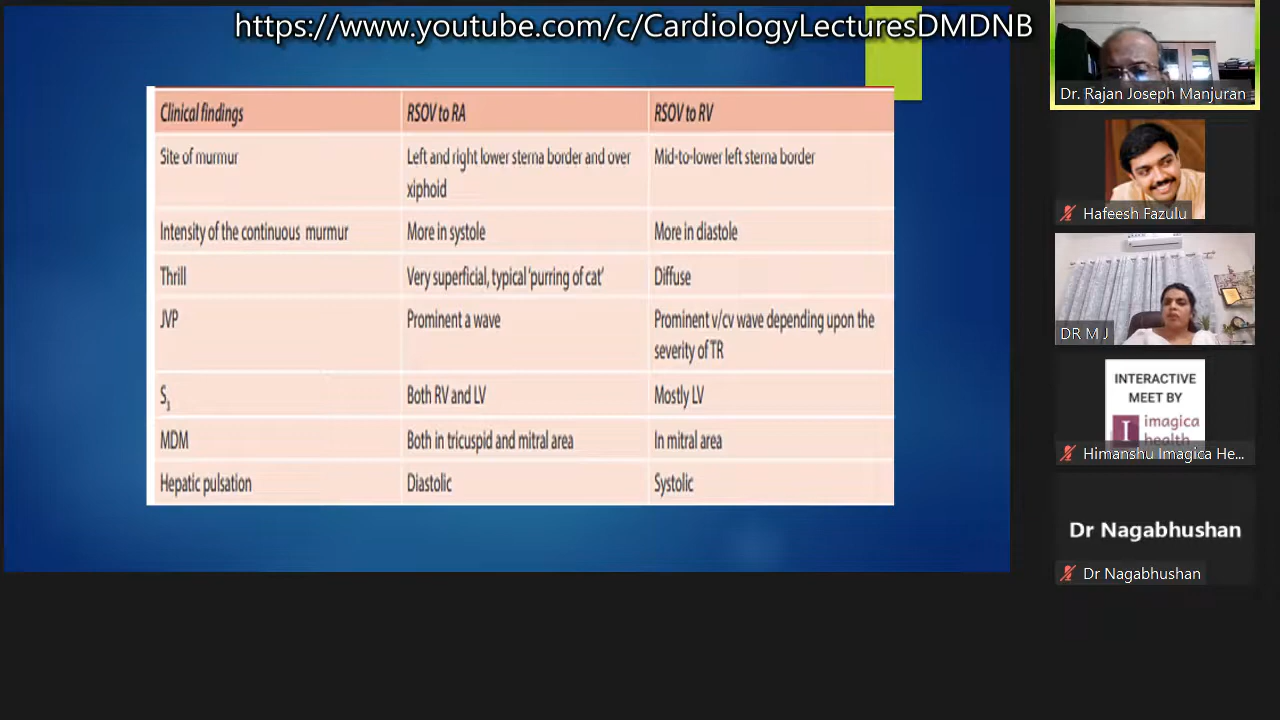 https://www.youtube.com/c/CardiologyLecturesDMDNB
Clinical findings RSOV to RA RSOV to RV
Site of murmur Left and right lower sterna border and over Mid-to-lower left sterna border
xiphoid
Intensity of the continuous murmur More in systole More in diastole
Thrill Very superficial, typical 'purring of cat' Diffuse
JVP Prominent a wave Prominent v/cv wave depending upon the
severity of TR
S3 Both RV and LV Mostly LV
MDM Both in tricuspid and mitral area In mitral area
Hepatic pulsation Diastolic Systolic
Dr. Rajan Joseph Manjuran
Hafeesh Fazulu
DR M J
INTERACTIVE
MEET BY
I imagica
health
Himanshu Imagica He...
Dr Nagabhushan
Dr Nagabhushan